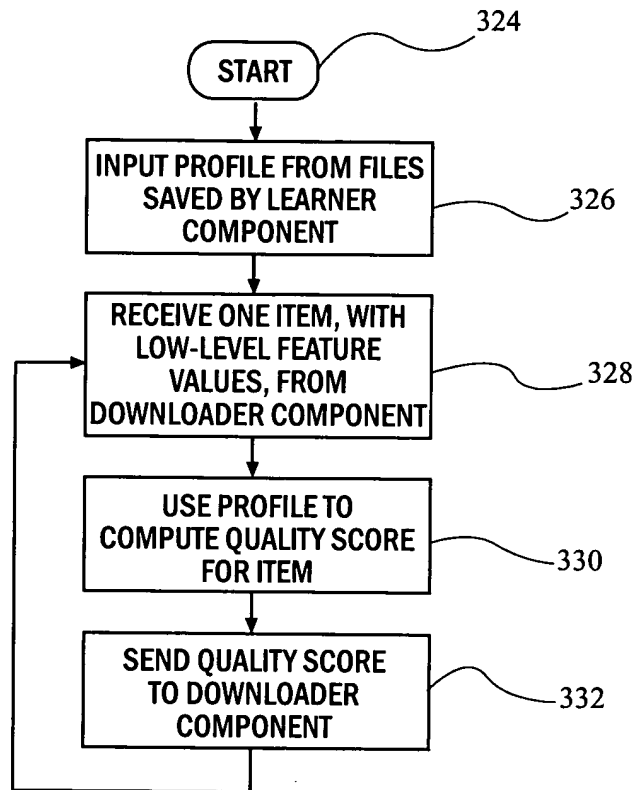 324
START
INPUT PROFILE FROM FILES
SAVED BY LEARNER
COMPONENT
326
RECEIVE ONE ITEM, WITH
LOW-LEVEL FEATURE
VALUES, FROM
DOWNLOADER COMPONENT
328
USE PROFILE TO
COMPUTE QUALITY SCORE
FOR ITEM
330
SEND QUALITY SCORE
TO DOWNLOADER
COMPONENT
332